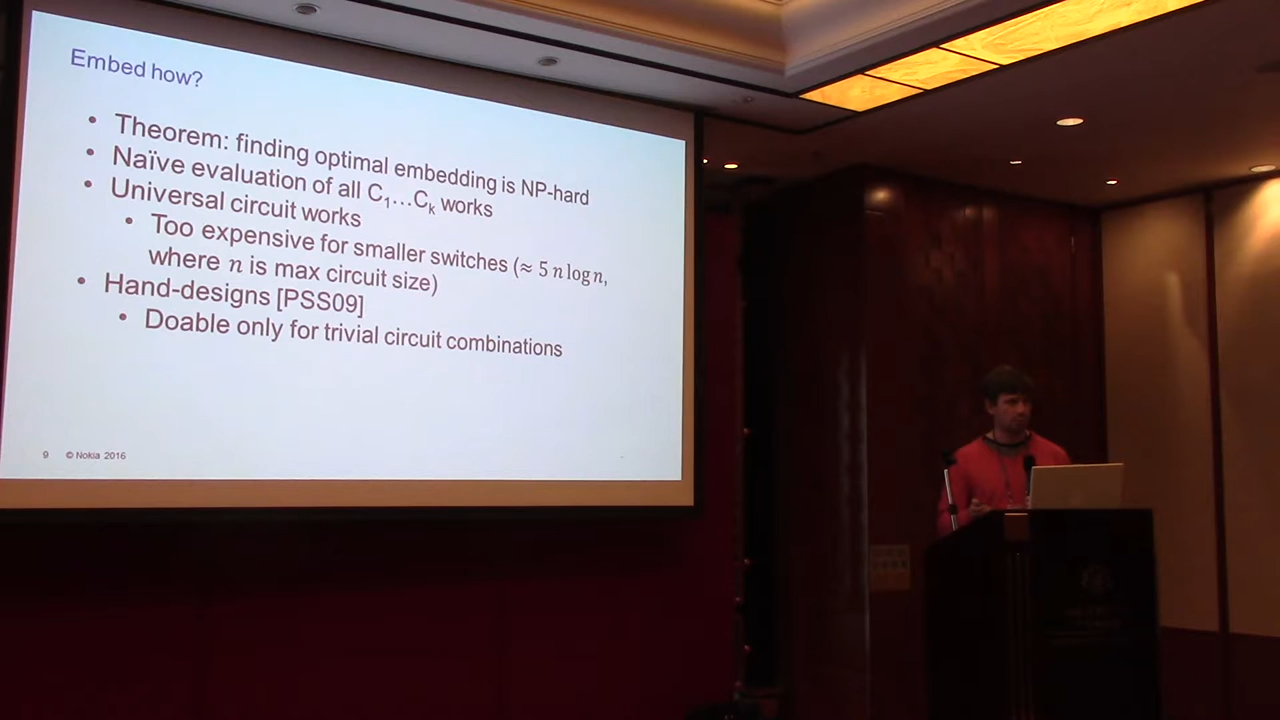 Embed how?
• Theorem: finding optimal embedding is NP-hard
• Naïve evaluation of all C₁…Cₖ works
• Universal circuit works
• Too expensive for smaller switches (≈ 5 n log n,
where n is max circuit size)
• Hand-designs [PSS09]
• Doable only for trivial circuit combinations
9 © Nokia 2016